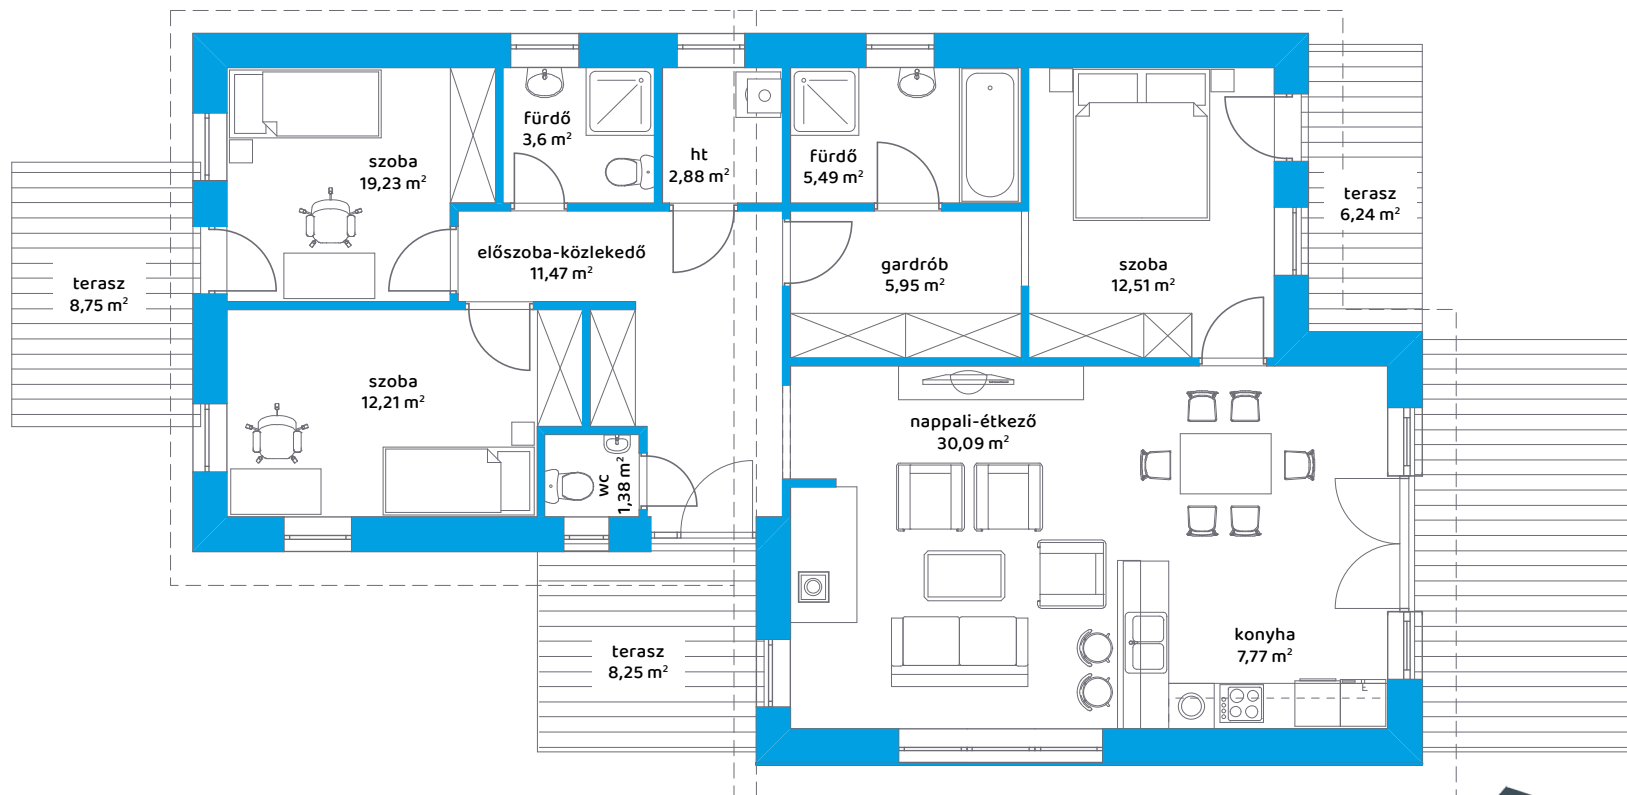 fürdő
3,6 m²
szoba
19,23 m²
ht
2,88 m²
fürdő
5,49 m²
terasz
6,24 m²
előszoba-közlekedő
11,47 m²
gardrób
5,95 m²
szoba
12,51 m²
terasz
8,75 m²
szoba
12,21 m²
nappali-étkező
30,09 m²
wc
1,38 m²
terasz
8,25 m²
konyha
7,77 m²